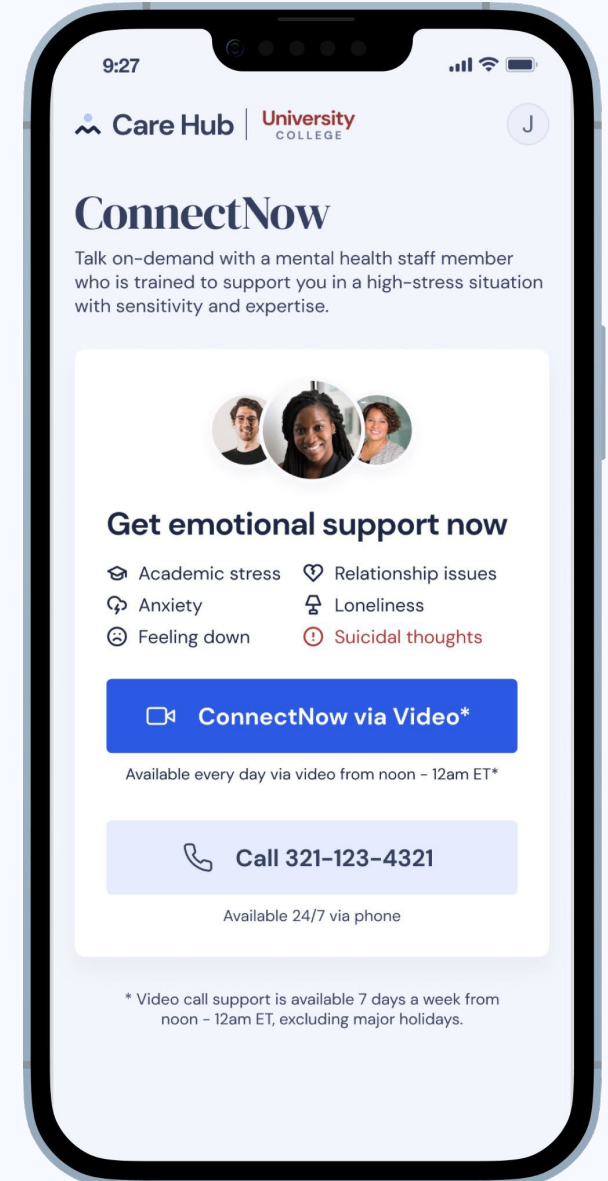 9:27
Care Hub
University
COLLEGE
J
ConnectNow
Talk on-demand with a mental health staff member
who is trained to support you in a high-stress situation
with sensitivity and expertise.
Get emotional support now
Academic stress
Relationship issues
Anxiety
Loneliness
Feeling down
Suicidal thoughts
ConnectNow via Video*
Available every day via video from noon - 12am ET*
Call 321-123-4321
Available 24/7 via phone
* Video call support is available 7 days a week from
noon - 12am ET, excluding major holidays.